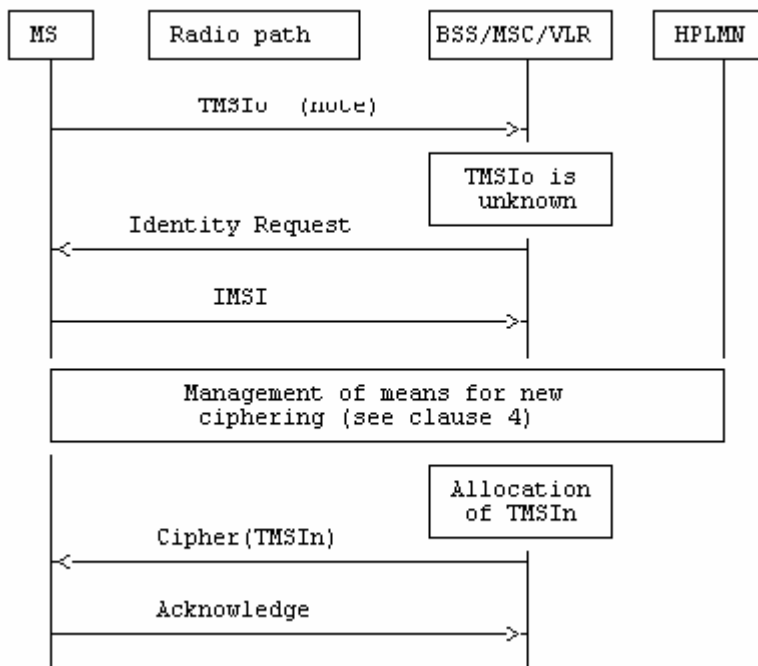 MS
Radio path
BSS/MSC/VLR
HPLMN
TMSIo (note)
TMSIo is
unknown
Identity Request
IMSI
Management of means for new
ciphering (see clause 4)
Allocation
of TMSIn
Cipher(TMSIn)
Acknowledge